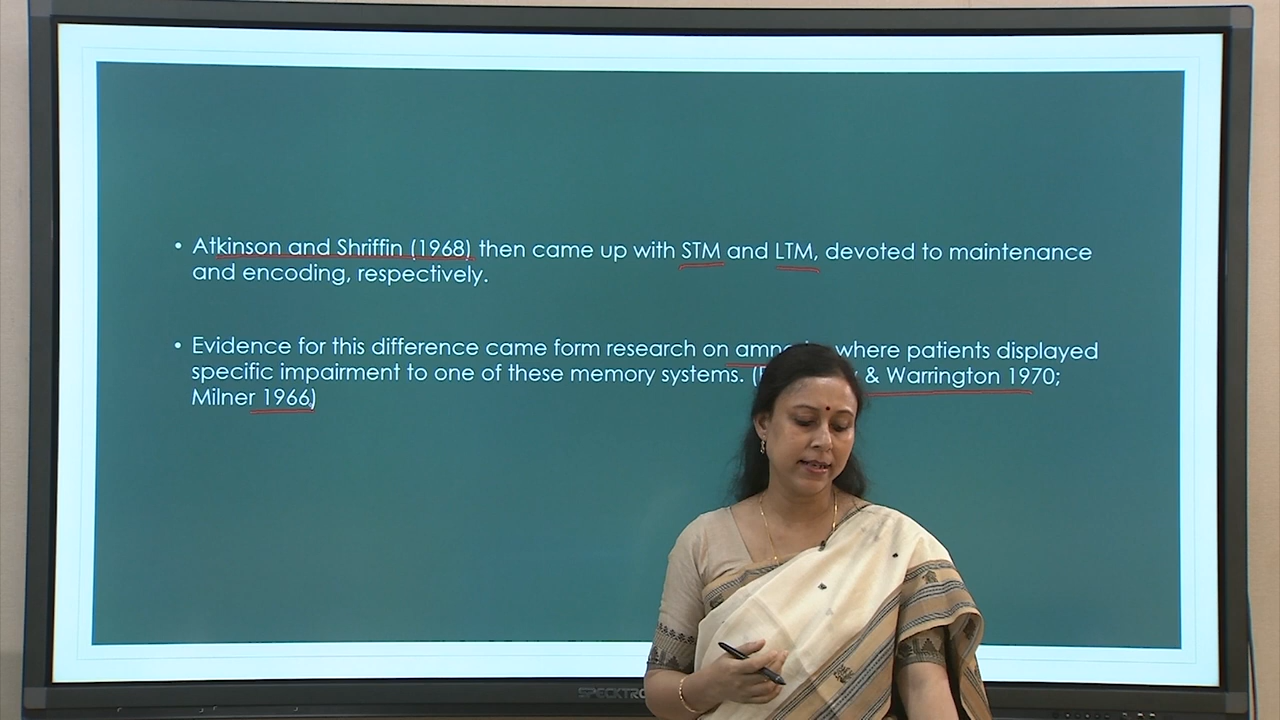 • Atkinson and Shriffin (1968) then came up with STM and LTM, devoted to maintenance
and encoding, respectively.
• Evidence for this difference came form research on where patients displayed
specific impairment to one of these memory systems. & Warrington 1970;
Milner 1966)